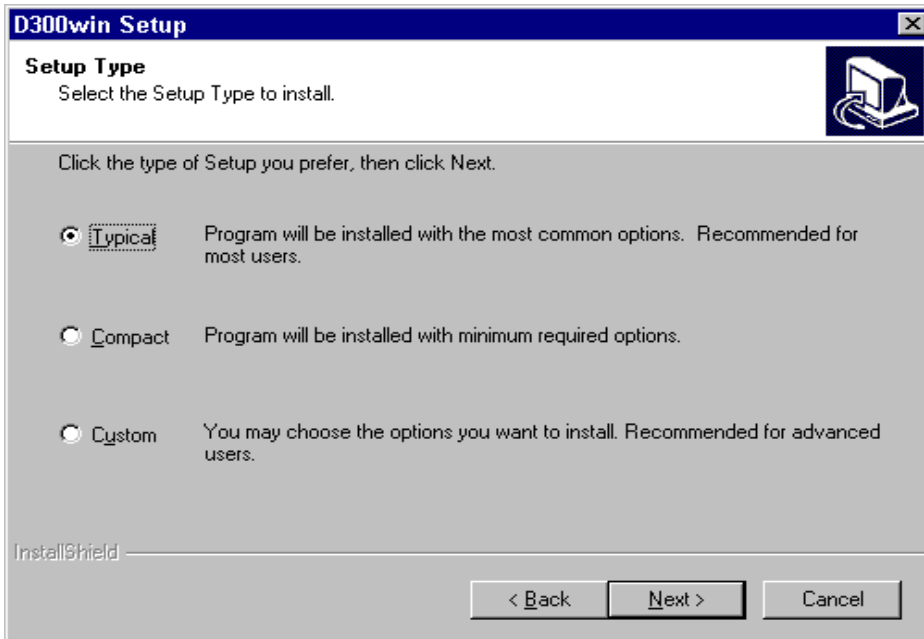 D300win Setup
Setup Type
Select the Setup Type to install.
Click the type of Setup you prefer, then click Next.
Typical
Program will be installed with the most common options. Recommended for
most users.
Compact
Program will be installed with minimum required options.
Custom
You may choose the options you want to install. Recommended for advanced
users.
InstallShield
< Back
Next >
Cancel